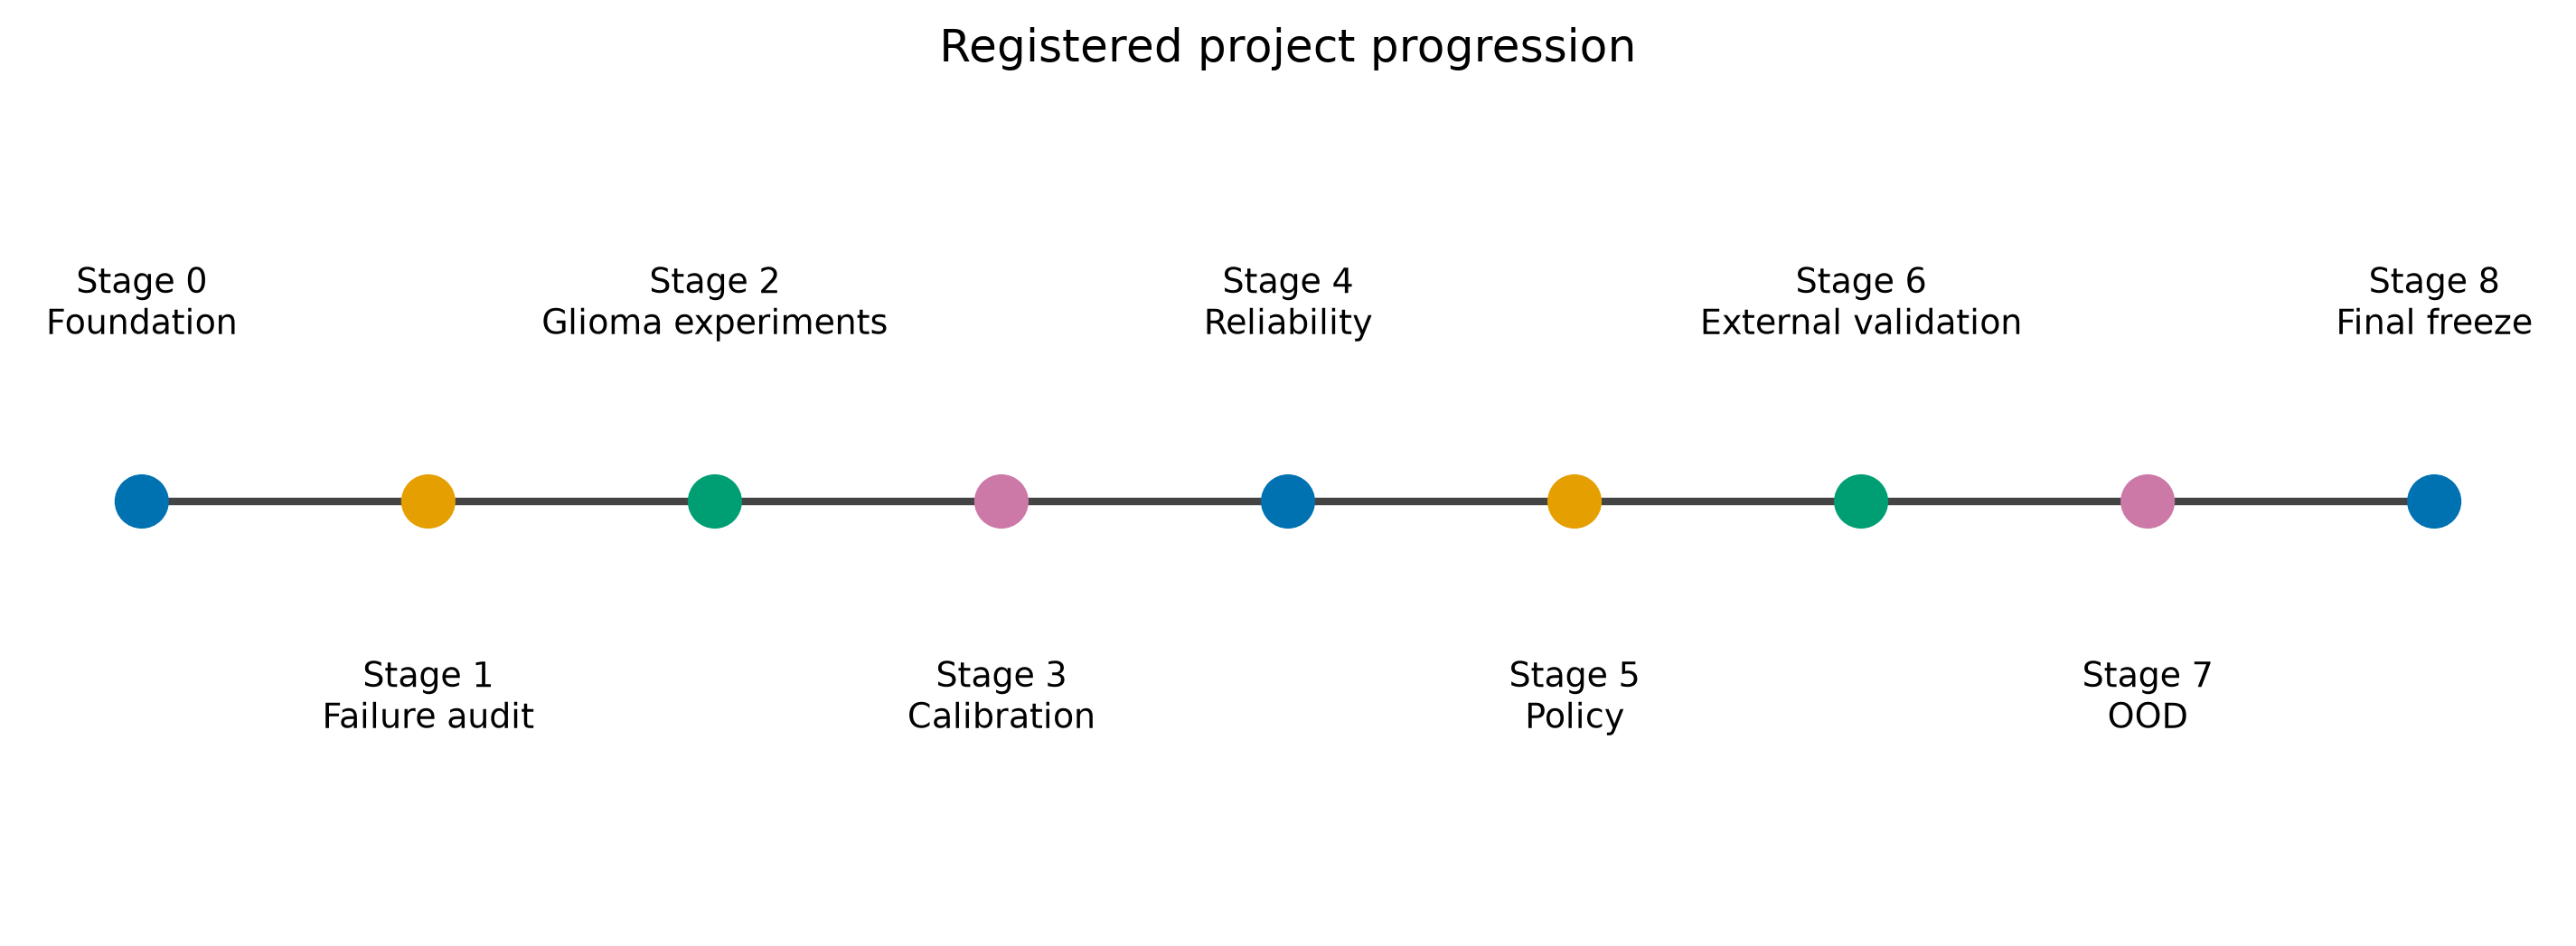 Registered project progression
Stage 0
Foundation
Stage 1
Failure audit
Stage 2
Glioma experiments
Stage 3
Calibration
Stage 4
Reliability
Stage 5
Policy
Stage 6
External validation
Stage 7
OOD
Stage 8
Final freeze